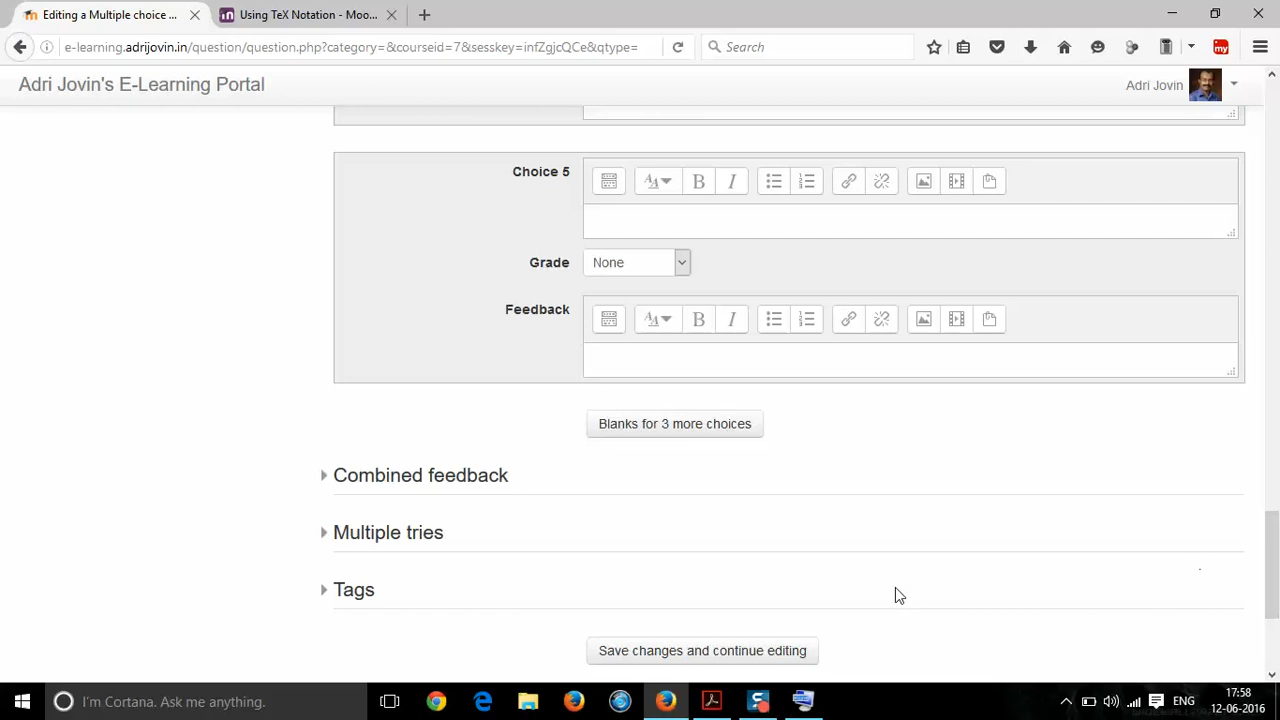 Editing a Multiple choice ...
Using TeX Notation - Moo...
e-learning.adrijovin.in/question/question.php?category=&courseid=7&sesskey=infZgJcQCe&qtype=
Search
my
Adri Jovin's E-Learning Portal
Adri Jovin
Choice 5
Grade
None
Feedback
Blanks for 3 more choices
Combined feedback
Multiple tries
Tags
Save changes and continue editing
I'm Cortana. Ask me anything.
ENG
17:58
12-06-2016